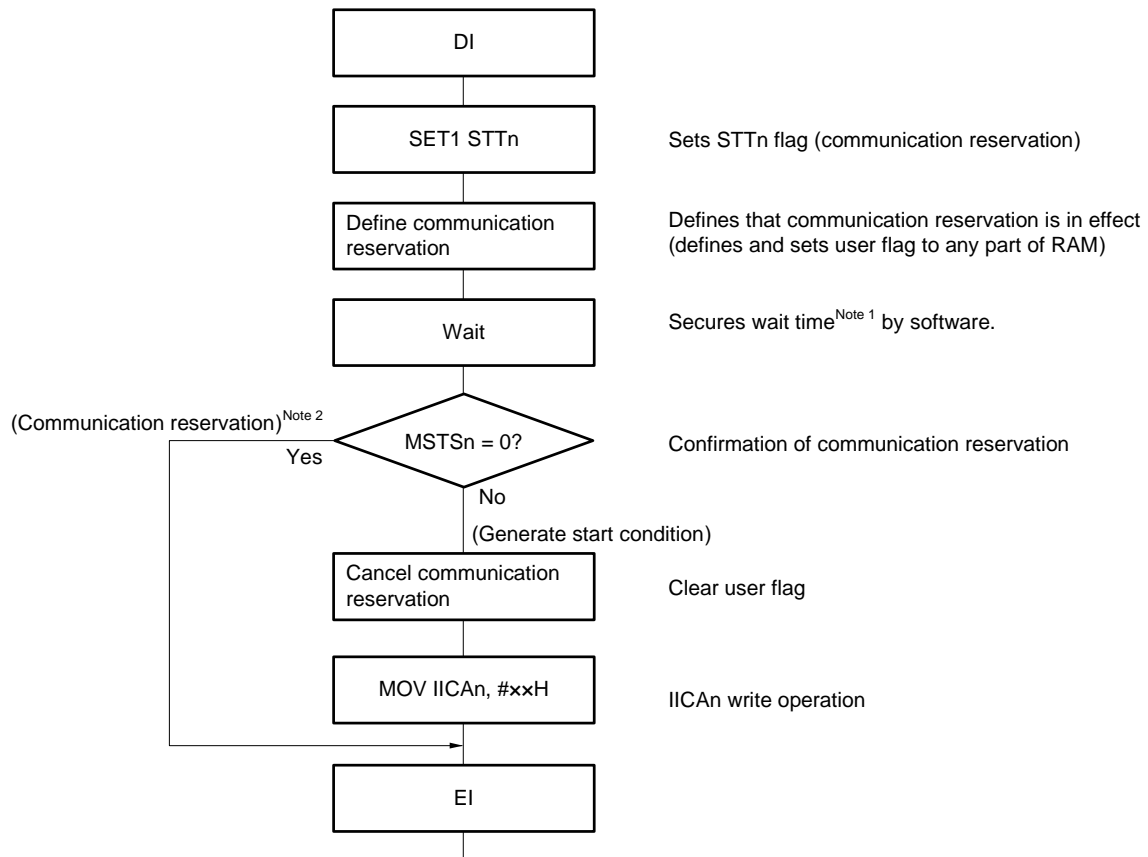 DI
SET1 STTn
Sets STTn flag (communication reservation)
Define communication
reservation
Defines that communication reservation is in effect
(defines and sets user flag to any part of RAM)
Wait
Secures wait timeNote 1 by software.
(Communication reservation)Note 2
Yes
MSTSn = 0?
Confirmation of communication reservation
No
(Generate start condition)
Cancel communication
reservation
Clear user flag
MOV IICAn, #××H
IICAn write operation
EI